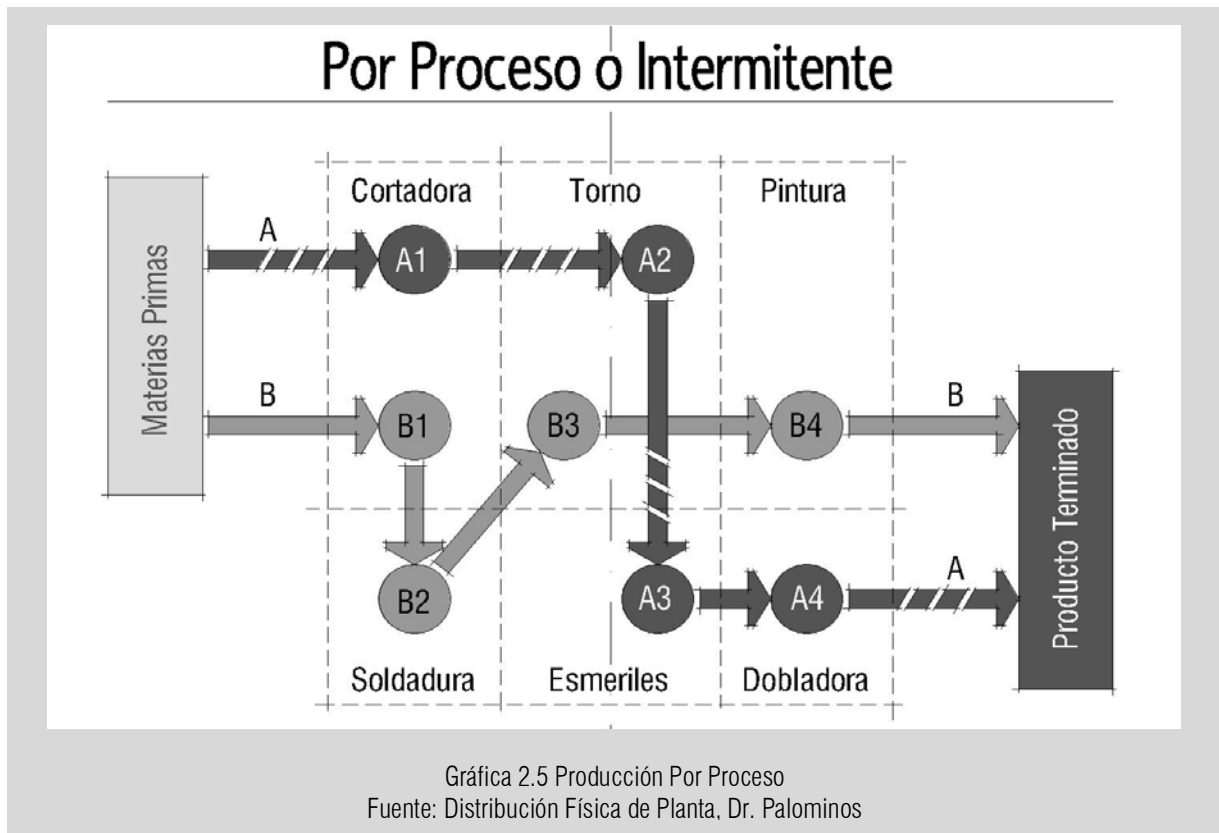 Por Proceso o Intermitente
Cortadora
Torno
Pintura
Materias Primas
A
A1
A2
B
B1
B3
B4
B
B2
A3
A4
A
Producto Terminado
Soldadura
Esmeriles
Dobladora
Gráfica 2.5 Producción Por Proceso
Fuente: Distribución Física de Planta, Dr. Palominos